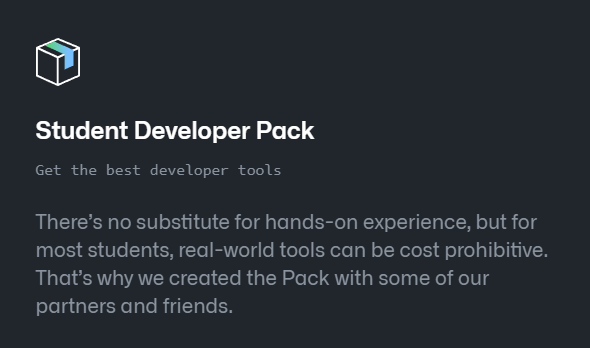 Student Developer Pack
Get the best developer tools
There's no substitute for hands-on experience, but for
most students, real-world tools can be cost prohibitive.
That's why we created the Pack with some of our
partners and friends.